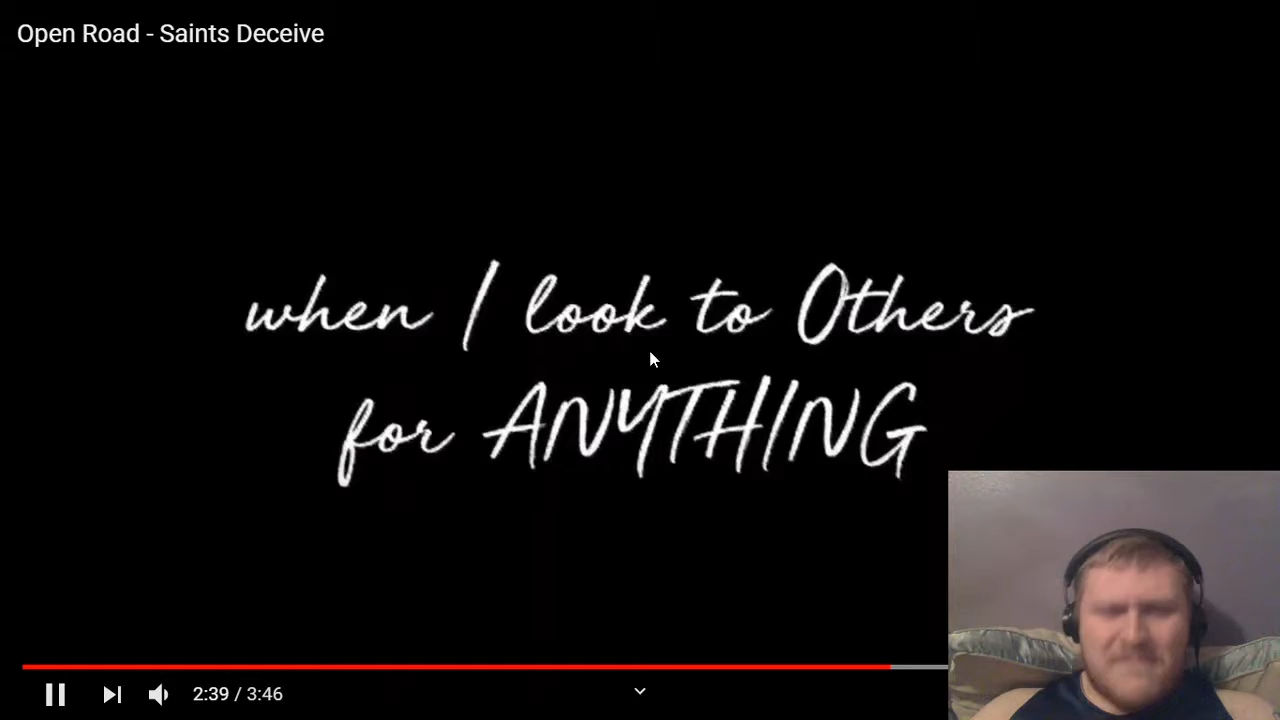 Open Road - Saints Deceive
when I look to Others
for ANYTHING
2:39 / 3:46